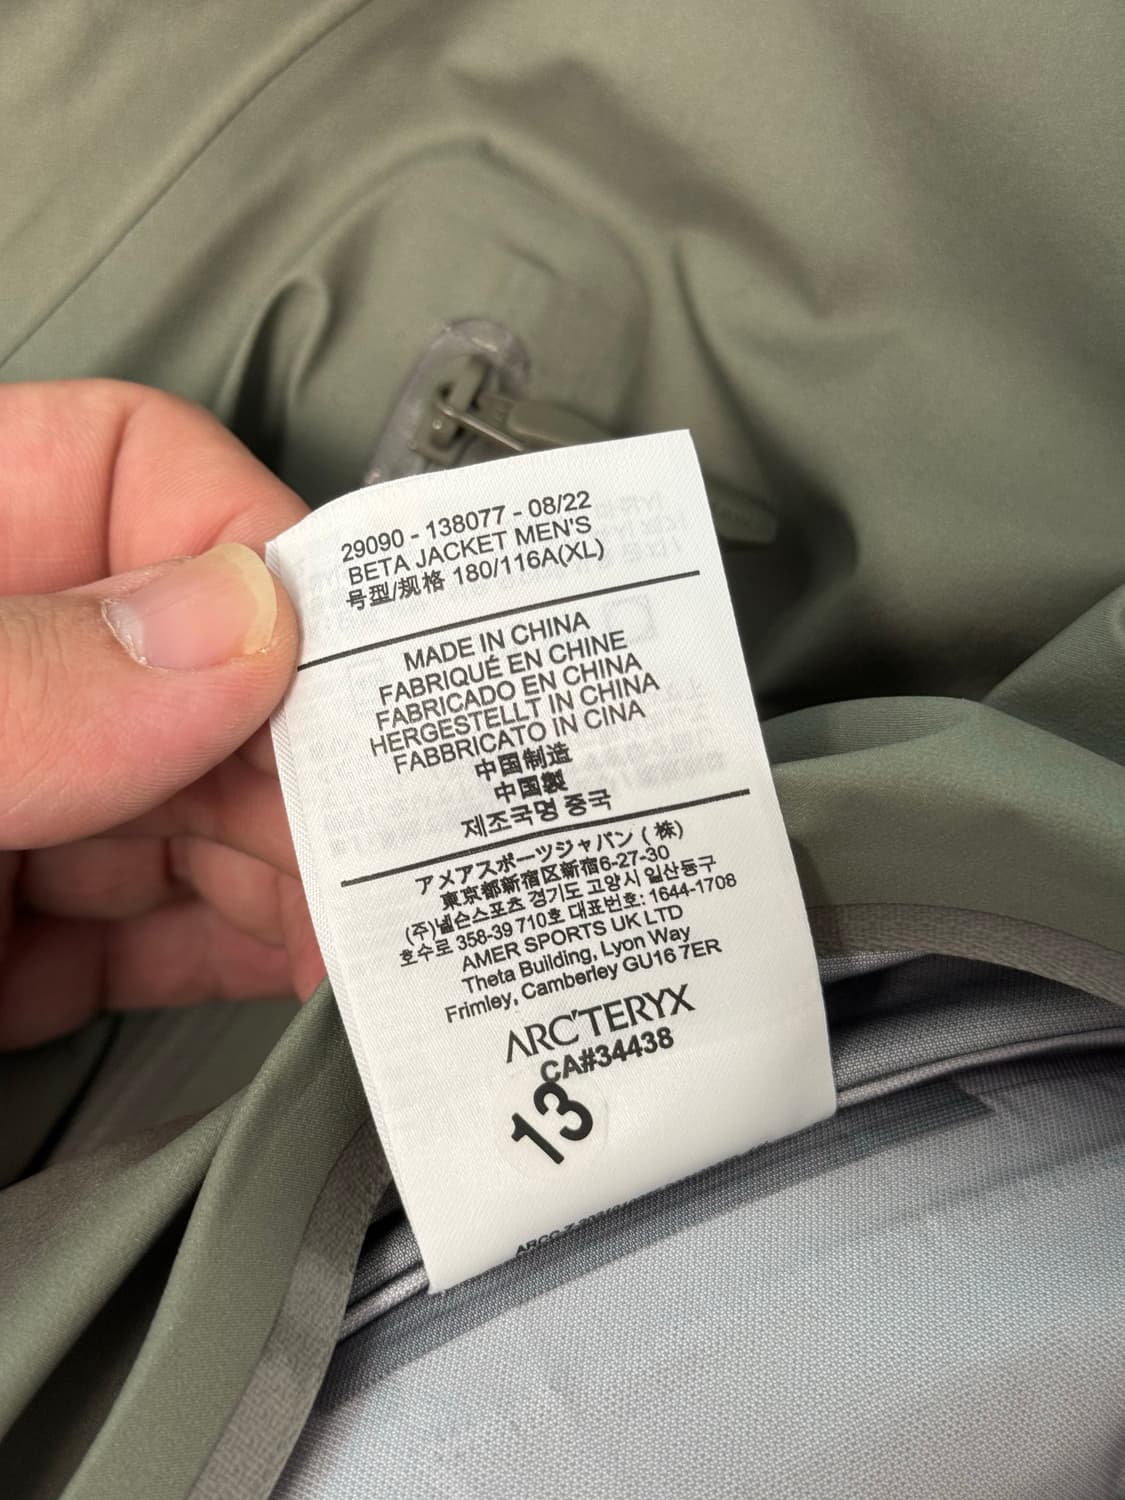 29090 - 138077 - 08/22
BETA JACKET MEN'S
号型/规格 180/116A(XL)
MADE IN CHINA
FABRIQUÉ EN CHINE
FABRICADO EN CHINA
HERGESTELLT IN CHINA
FABBRICATO IN CINA
中国制造
中國製
제조국명 중국
アメアスポーツジャパン ( 株)
東京都新宿区新宿6-27-30
(주)넬슨스포츠 경기도 고양시 일산동구
호수로 358-39 710호 대표번호: 1644-1708
AMER SPORTS UK LTD
Theta Building, Lyon Way
Frimley, Camberley GU16 7ER
ARC'TERYX
CA#34438
13